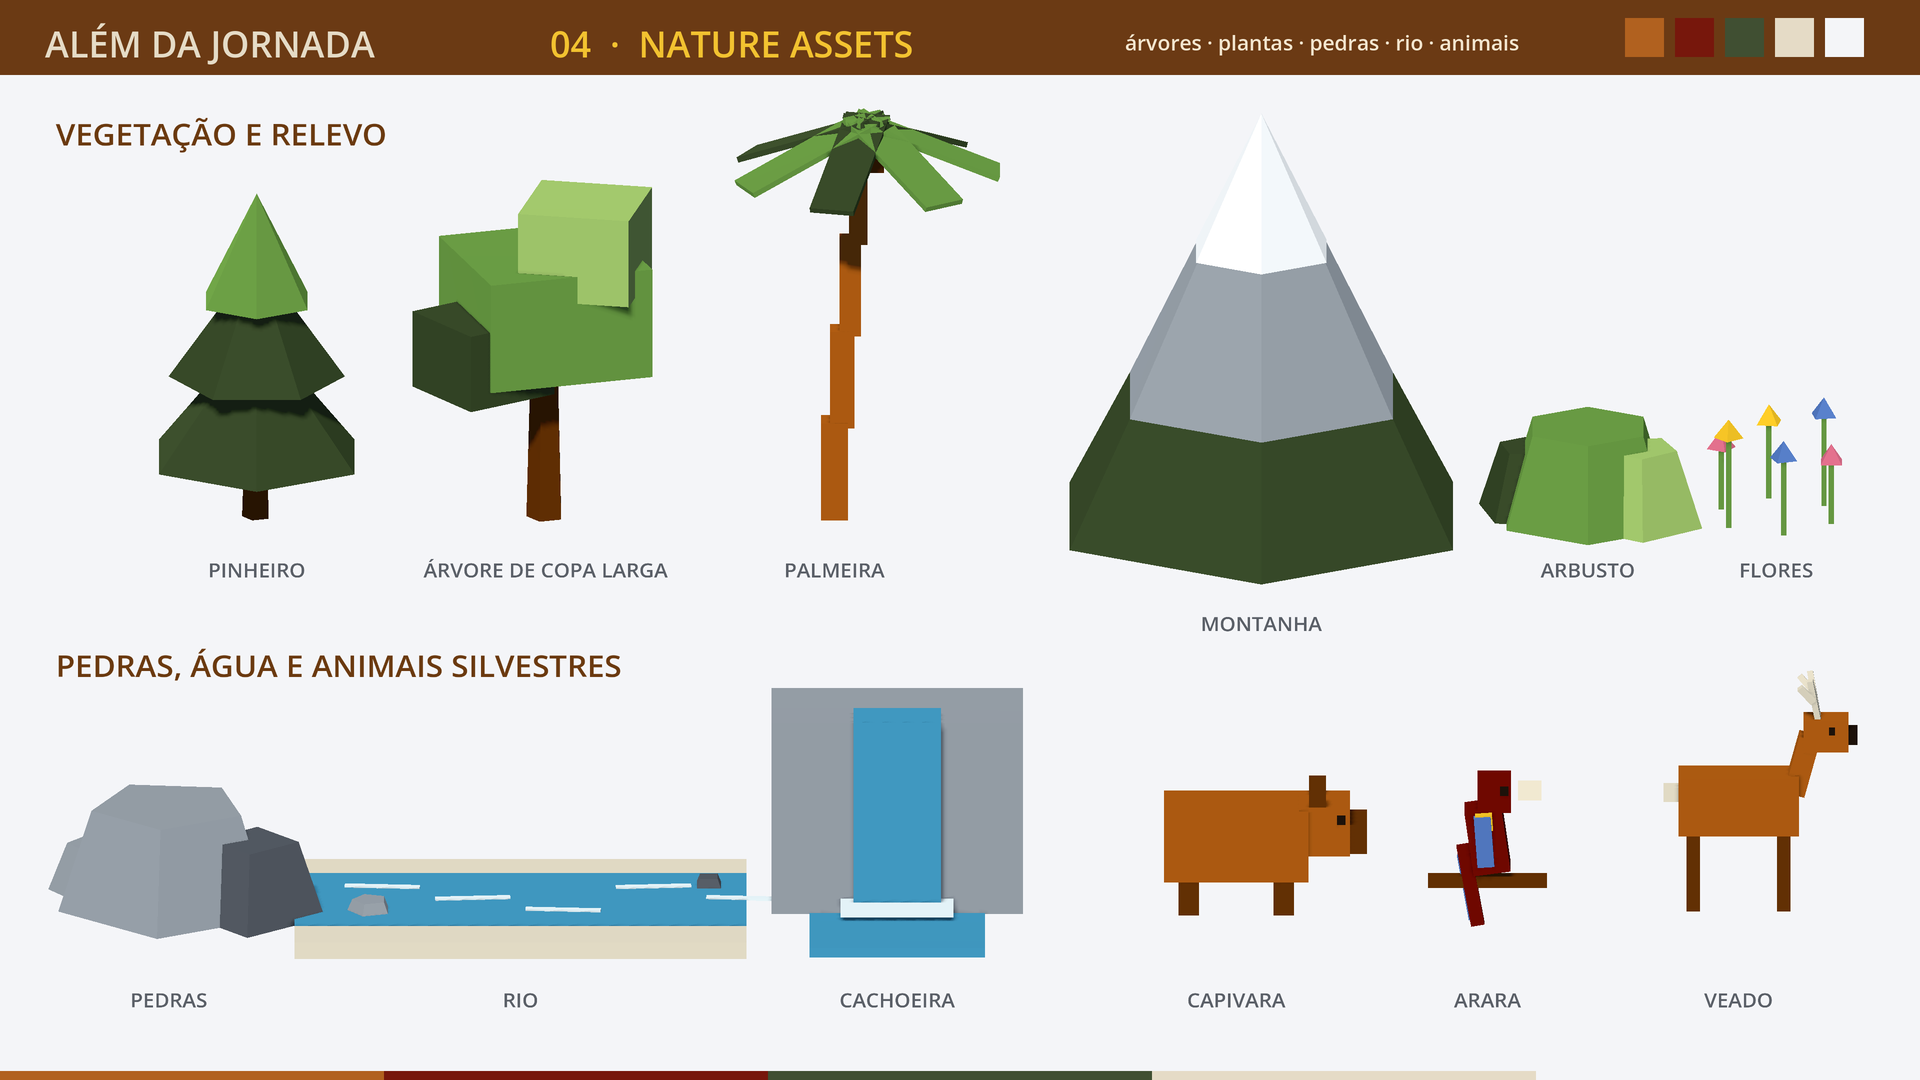 ALÉM DA JORNADA
04 · NATURE ASSETS
árvores · plantas · pedras · rio · animais
VEGETAÇÃO E RELEVO
PINHEIRO
ÁRVORE DE COPA LARGA
PALMEIRA
MONTANHA
ARBUSTO
FLORES
PEDRAS, ÁGUA E ANIMAIS SILVESTRES
PEDRAS
RIO
CACHOEIRA
CAPIVARA
ARARA
VEADO